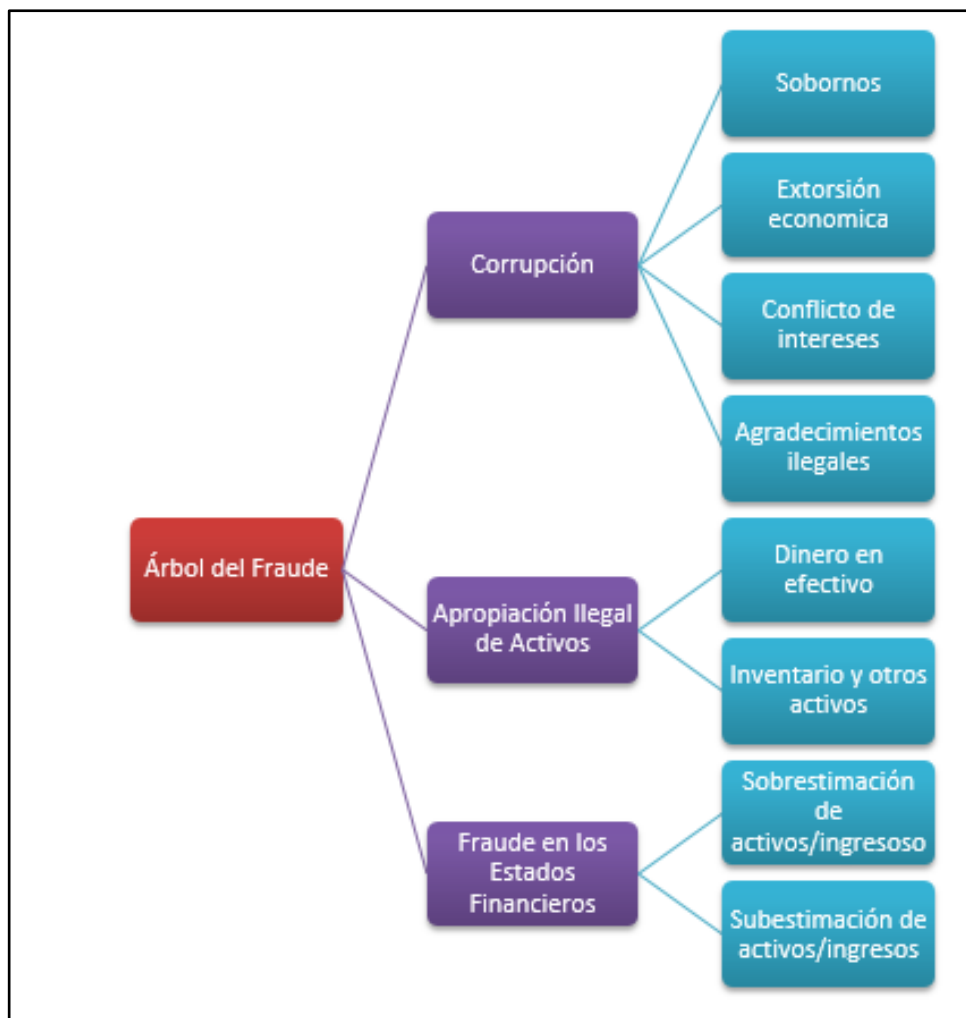 Sobornos
Extorsión
economica
Corrupción
Conflicto de
intereses
Agradecimientos
ilegales
Árbol del Fraude
Dinero en
efectivo
Apropiación Ilegal
de Activos
Inventario y otros
activos
Sobrestimación
de
activos/ingresoso
Fraude en los
Estados
Financieros
Subestimación de
activos/ingresos